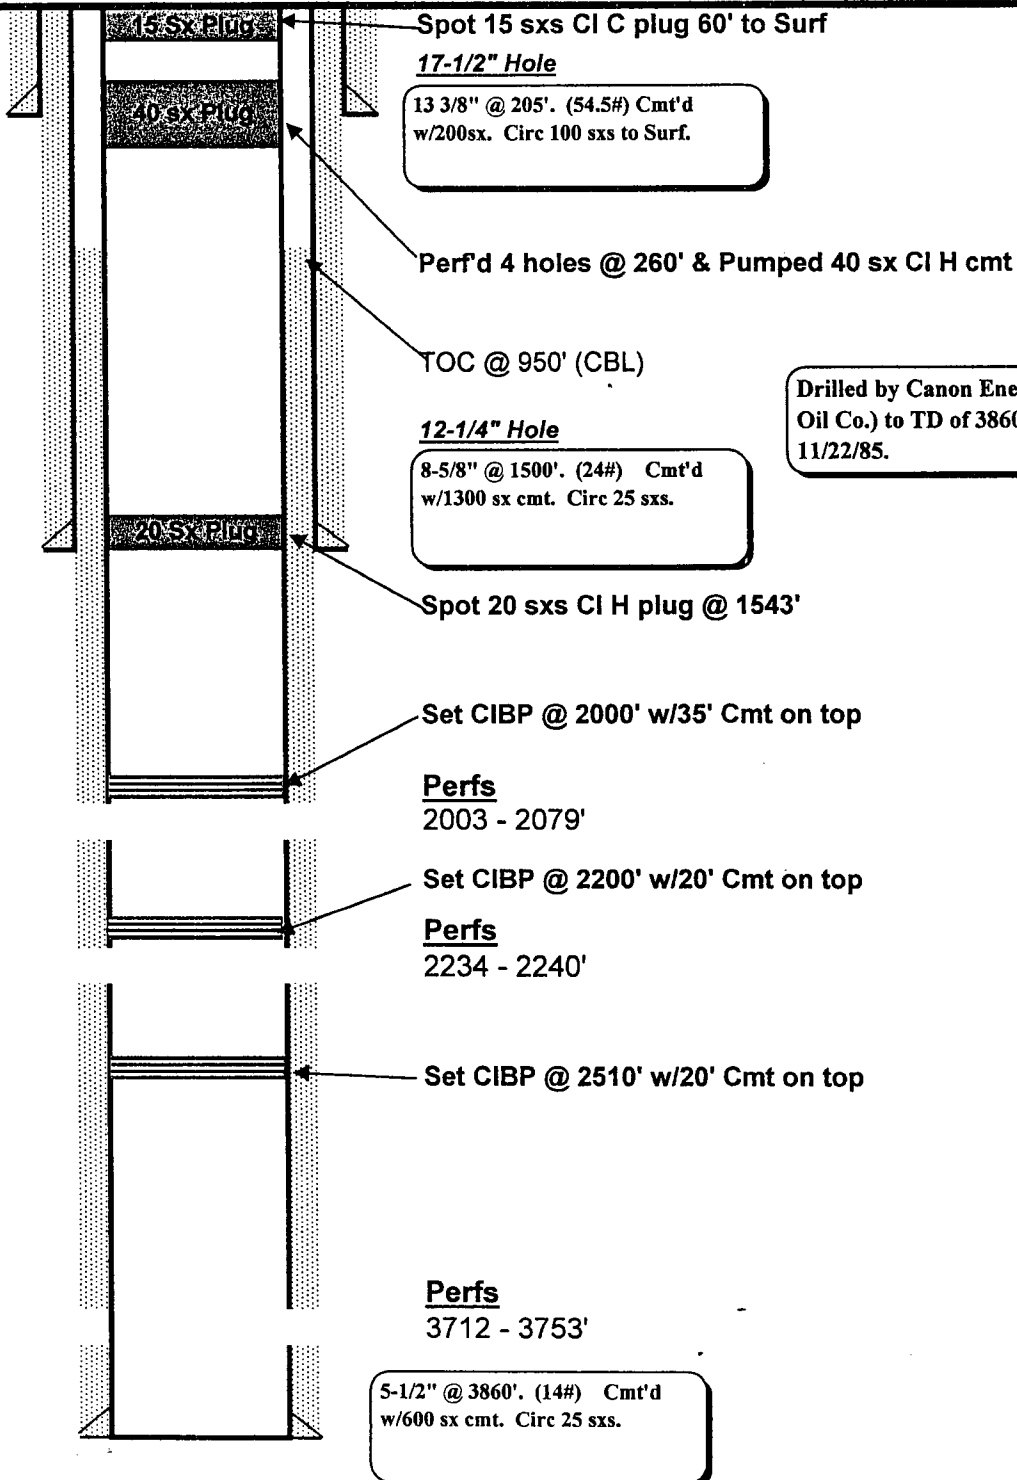 15 Sx Plug
Spot 15 sxs Cl C plug 60' to Surf
17-1/2" Hole
13 3/8" @ 205'. (54.5#) Cmt'd
w/200sx. Circ 100 sxs to Surf.
40 sx Plug
Perf'd 4 holes @ 260' & Pumped 40 sx Cl H cmt
TOC @ 950' (CBL)
Drilled by Canon Ene
Oil Co.) to TD of 3860
11/22/85.
12-1/4" Hole
8-5/8" @ 1500'. (24#) Cmt'd
w/1300 sx cmt. Circ 25 sxs.
20 Sx Plug
Spot 20 sxs Cl H plug @ 1543'
Set CIBP @ 2000' w/35' Cmt on top
Perfs
2003 - 2079'
Set CIBP @ 2200' w/20' Cmt on top
Perfs
2234 - 2240'
Set CIBP @ 2510' w/20' Cmt on top
Perfs
3712 - 3753'
5-1/2" @ 3860'. (14#) Cmt'd
w/600 sx cmt. Circ 25 sxs.